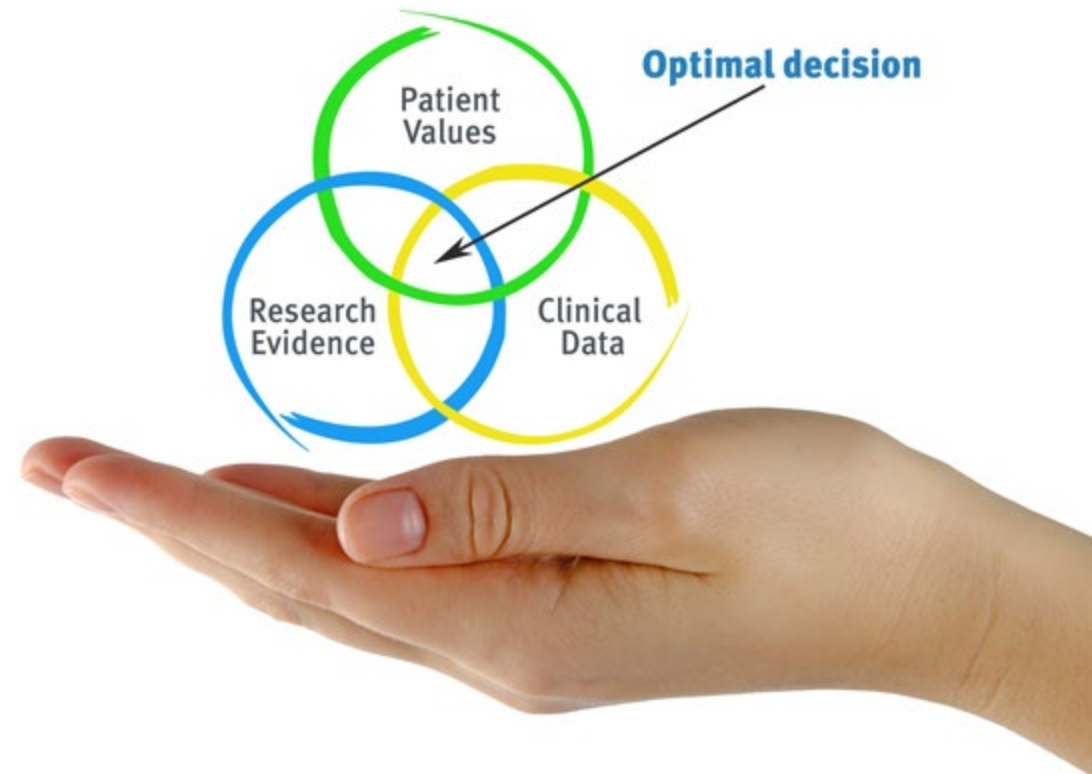 Optimal decision
Patient
Values
Research
Evidence
Clinical
Data